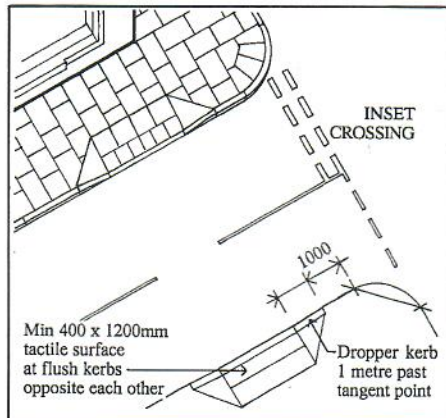 INSET
CROSSING
1000
Min 400 x 1200mm
tactile surface
at flush kerbs
opposite each other
Dropper kerb
1 metre past
tangent point